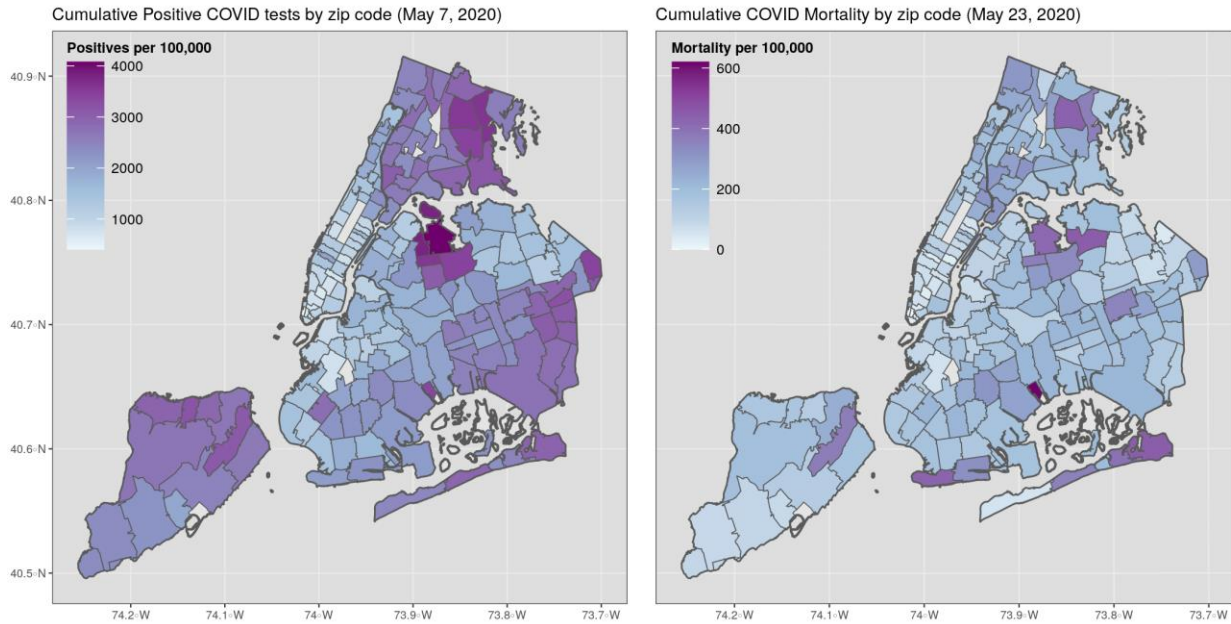 Cumulative Positive COVID tests by zip code (May 7, 2020)
Positives per 100,000
4000
3000
2000
1000
40.9°N
40.8°N
40.7°N
40.6°N
40.5°N
74.2°W 74.1°W 74°W 73.9°W 73.8°W 73.7°W
Cumulative COVID Mortality by zip code (May 23, 2020)
Mortality per 100,000
600
400
200
0
74.2°W 74.1°W 74°W 73.9°W 73.8°W 73.7°W